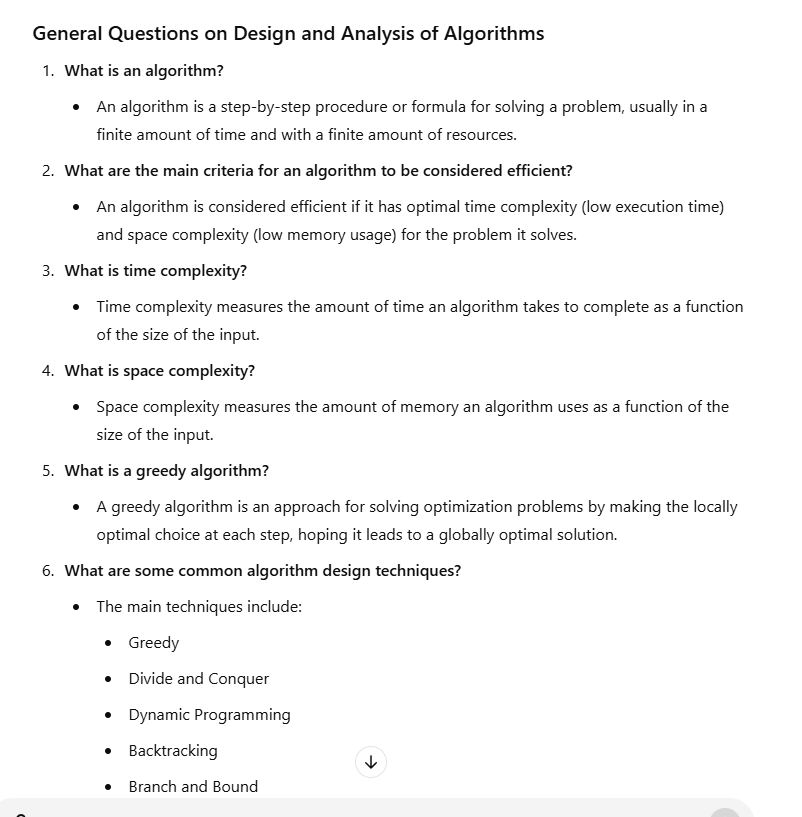 General Questions on Design and Analysis of Algorithms
1. What is an algorithm?
• An algorithm is a step-by-step procedure or formula for solving a problem, usually in a
finite amount of time and with a finite amount of resources.
2. What are the main criteria for an algorithm to be considered efficient?
• An algorithm is considered efficient if it has optimal time complexity (low execution time)
and space complexity (low memory usage) for the problem it solves.
3. What is time complexity?
• Time complexity measures the amount of time an algorithm takes to complete as a function
of the size of the input.
4. What is space complexity?
• Space complexity measures the amount of memory an algorithm uses as a function of the
size of the input.
5. What is a greedy algorithm?
• A greedy algorithm is an approach for solving optimization problems by making the locally
optimal choice at each step, hoping it leads to a globally optimal solution.
6. What are some common algorithm design techniques?
• The main techniques include:
• Greedy
• Divide and Conquer
• Dynamic Programming
• Backtracking
• Branch and Bound